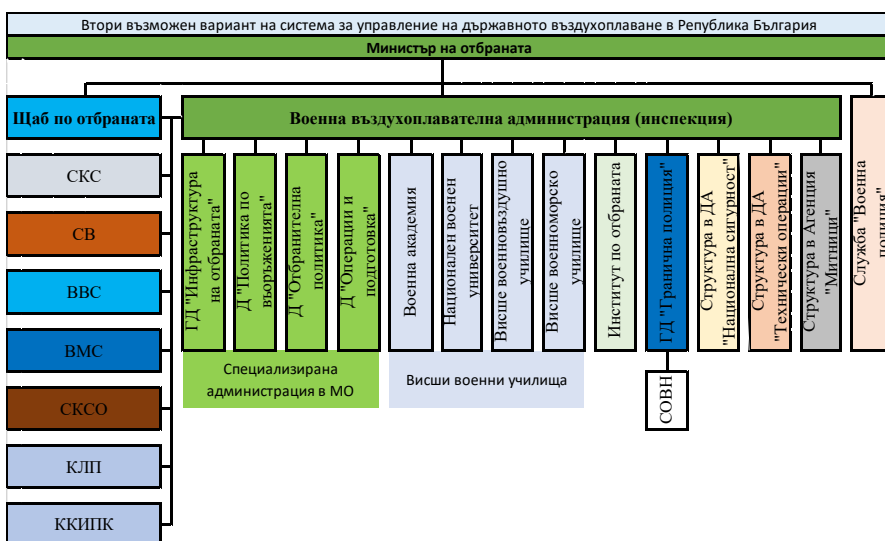 Втори възможен вариант на система за управление на държавното въздухоплаване в Република България
Министър на отбраната
Щаб по отбраната
Военна въздухоплавателна администрация (инспекция)
СКС
СВ
ВВС
ВМС
СКСО
КЛП
ККИПК
ГД "Инфраструктура
на отбраната"
Д "Политика по
въоръженията"
Д "Отбранителна
политика"
Д "Операции и
подготовка"
Военна академия
Национален военен
университет
Висше военновъздушно
училище
Висше военноморско
училище
Институт по отбраната
ГД "Гранична полиция"
Структура в ДА
"Национална сигурност"
Структура в ДА
"Технически операции"
Структура в Агенция
"Митници"
Служба "Военна
полиция"
Специализирана
администрация в МО
Висши военни училища
СОВН